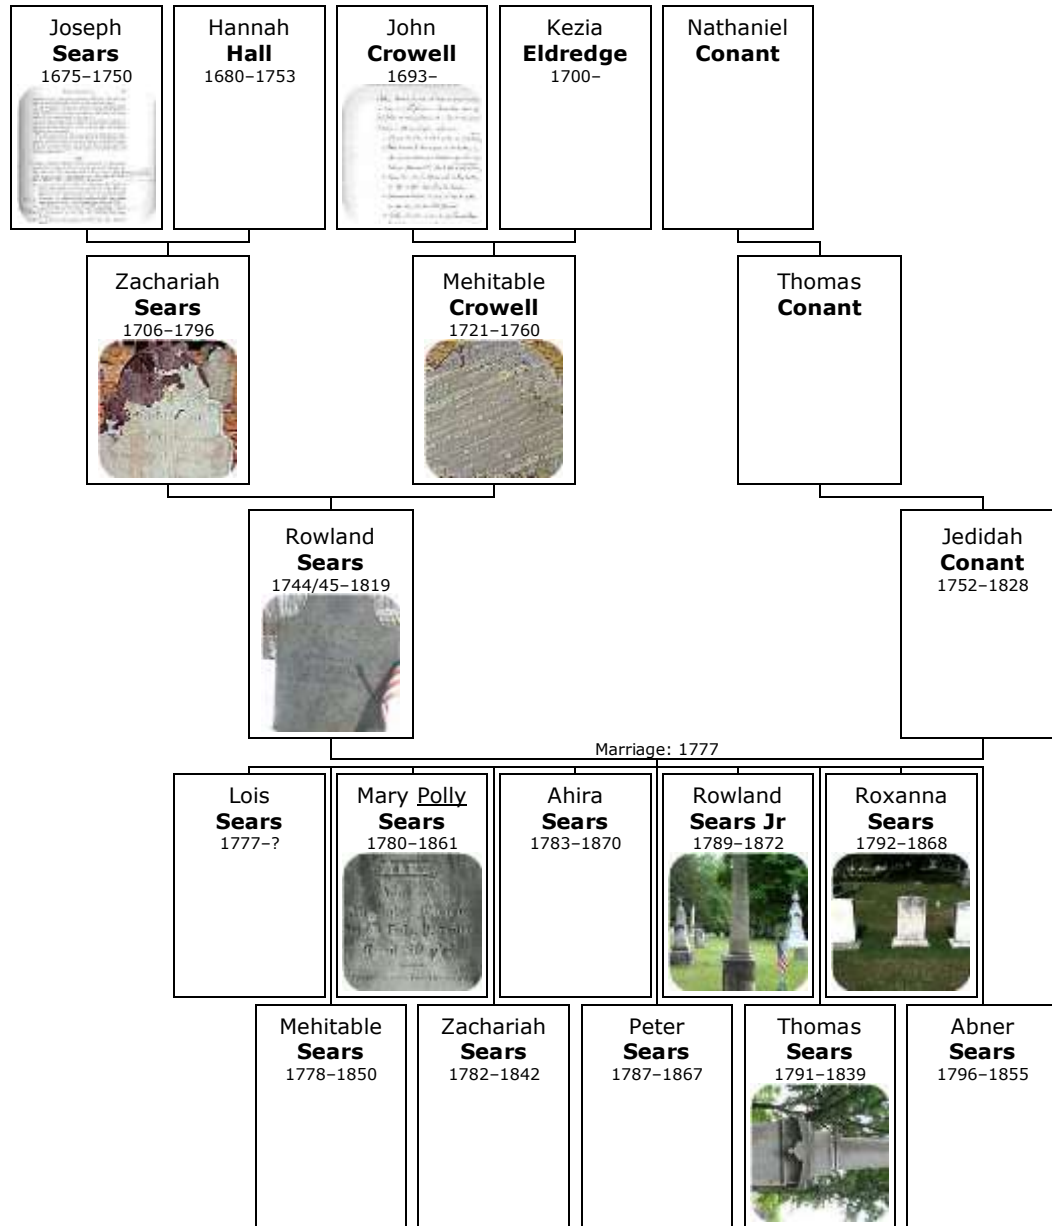 Joseph
Sears
1675–1750
Hannah
Hall
1680–1753
John
Crowell
1693–
Kezia
Eldredge
1700–
Nathaniel
Conant
Zachariah
Sears
1706–1796
Mehitable
Crowell
1721–1760
Thomas
Conant
Rowland
Sears
1744/45–1819
Jedidah
Conant
1752–1828
Marriage: 1777
Lois
Sears
1777–?
Mary Polly
Sears
1780–1861
Ahira
Sears
1783–1870
Rowland
Sears Jr
1789–1872
Roxanna
Sears
1792–1868
Mehitable
Sears
1778–1850
Zachariah
Sears
1782–1842
Peter
Sears
1787–1867
Thomas
Sears
1791–1839
Abner
Sears
1796–1855